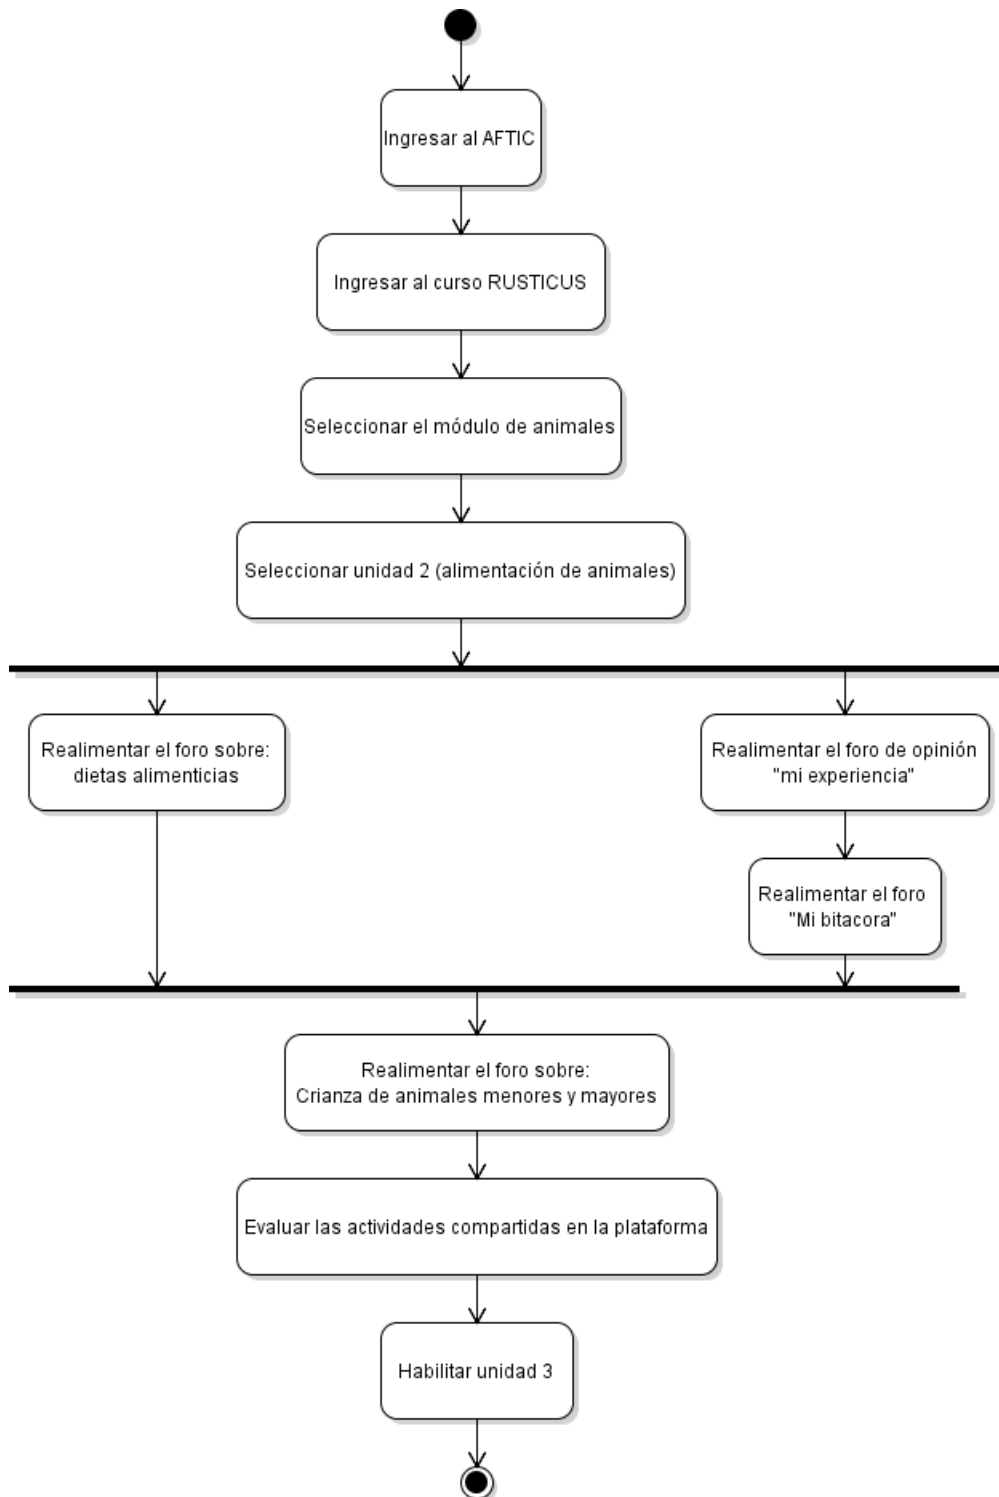 Ingresar al AFTIC
Ingresar al curso RUSTICUS
Seleccionar el módulo de animales
Seleccionar unidad 2 (alimentación de animales)
Realimentar el foro sobre:
dietas alimenticias
Realimentar el foro de opinión
"mi experiencia"
Realimentar el foro
"Mi bitacora"
Realimentar el foro sobre:
Crianza de animales menores y mayores
Evaluar las actividades compartidas en la plataforma
Habilitar unidad 3